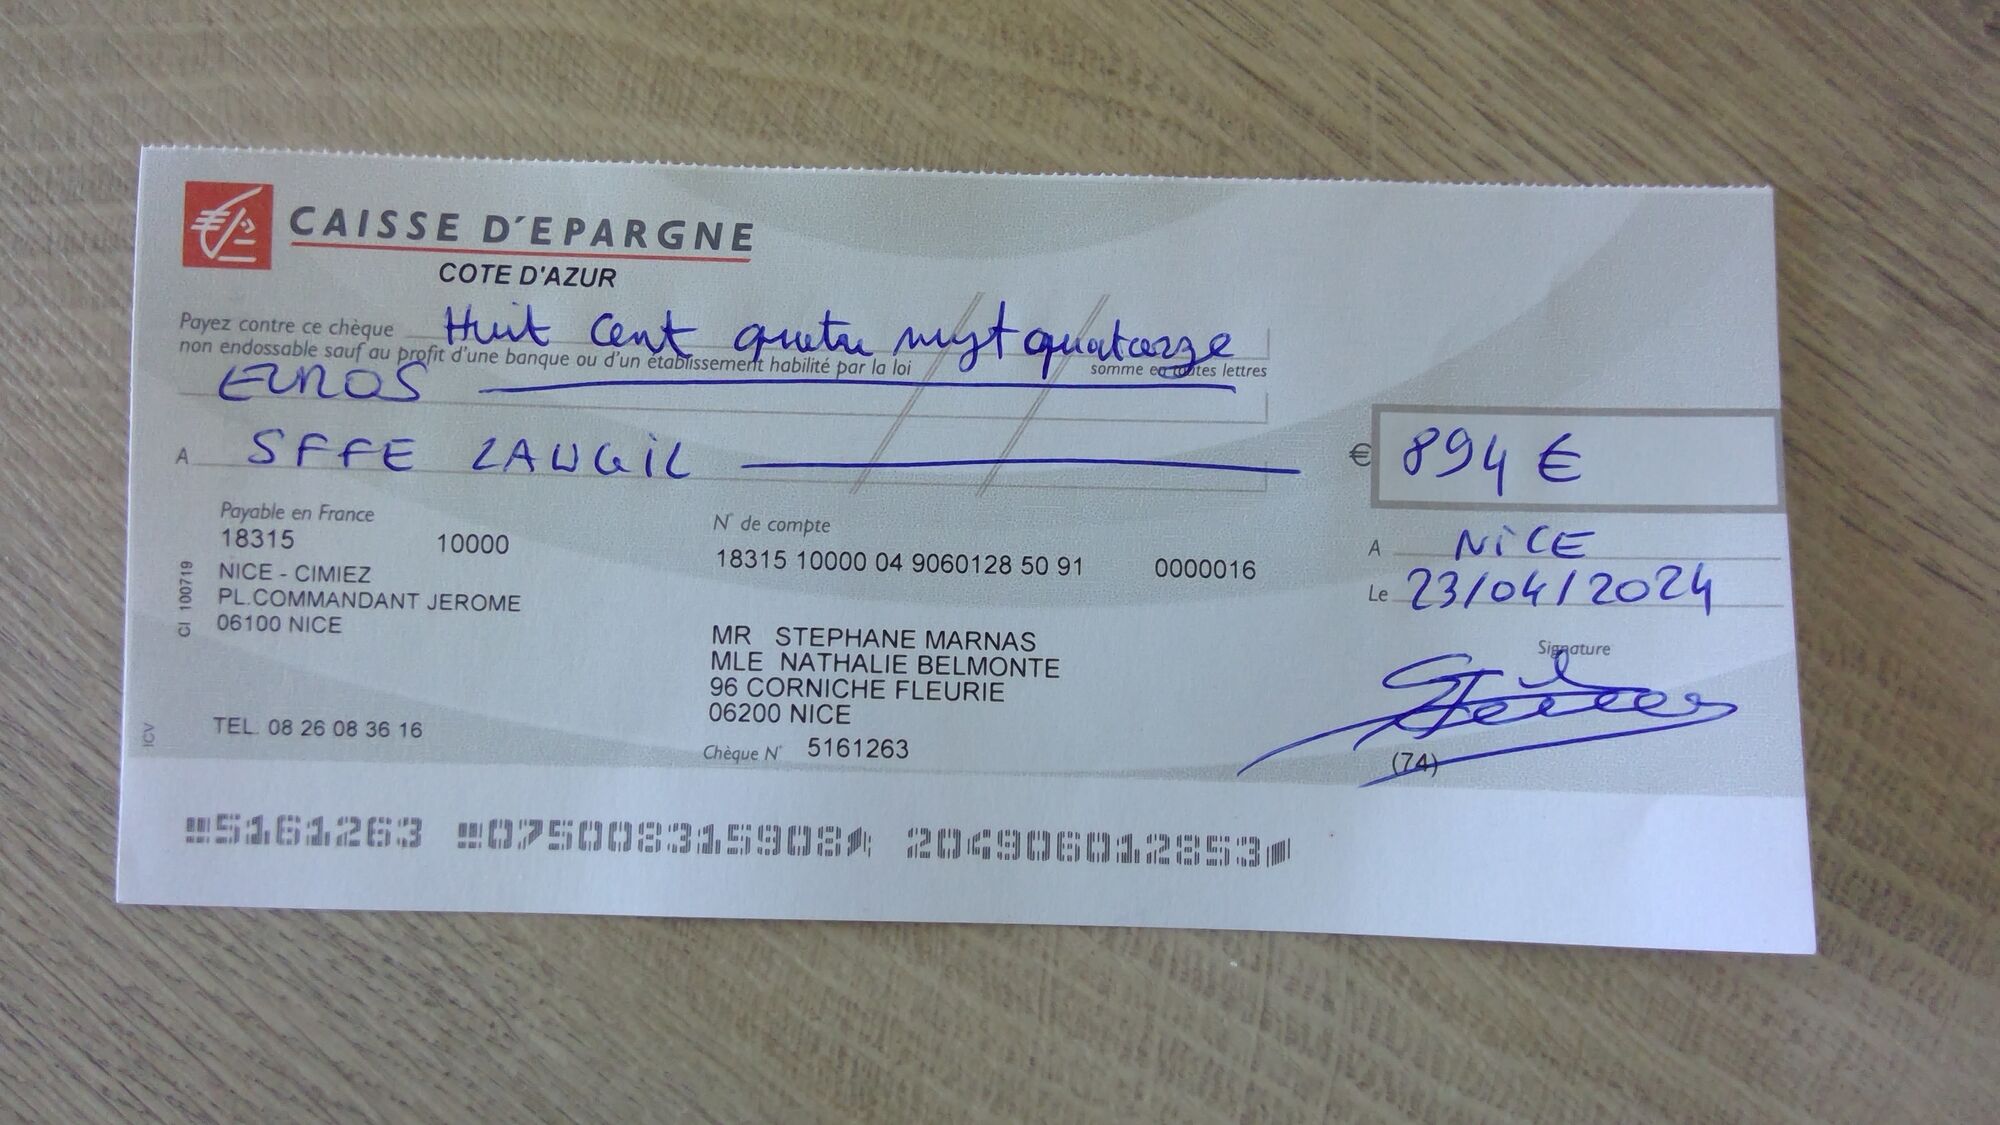 CAISSE D'EPARGNE
COTE D'AZUR
Payez contre ce chèque Huit cent quatre vingt quatorze
non endossable sauf au profit d'une banque ou d'un établissement habilité par la loi somme en toutes lettres
EUROS
A SFFE LAUGIL
€ 894 €
Payable en France
18315 10000
NICE - CIMIEZ
PL.COMMANDANT JEROME
06100 NICE
CI 100719
N° de compte
18315 10000 04 9060128 50 91 0000016
A NICE
Le 23/04/2024
MR STEPHANE MARNAS
MLE NATHALIE BELMONTE
96 CORNICHE FLEURIE
06200 NICE
Signature
(74)
ICV
TEL. 08 26 08 36 16
Chèque N° 5161263
5161263 075008315908 204906012853